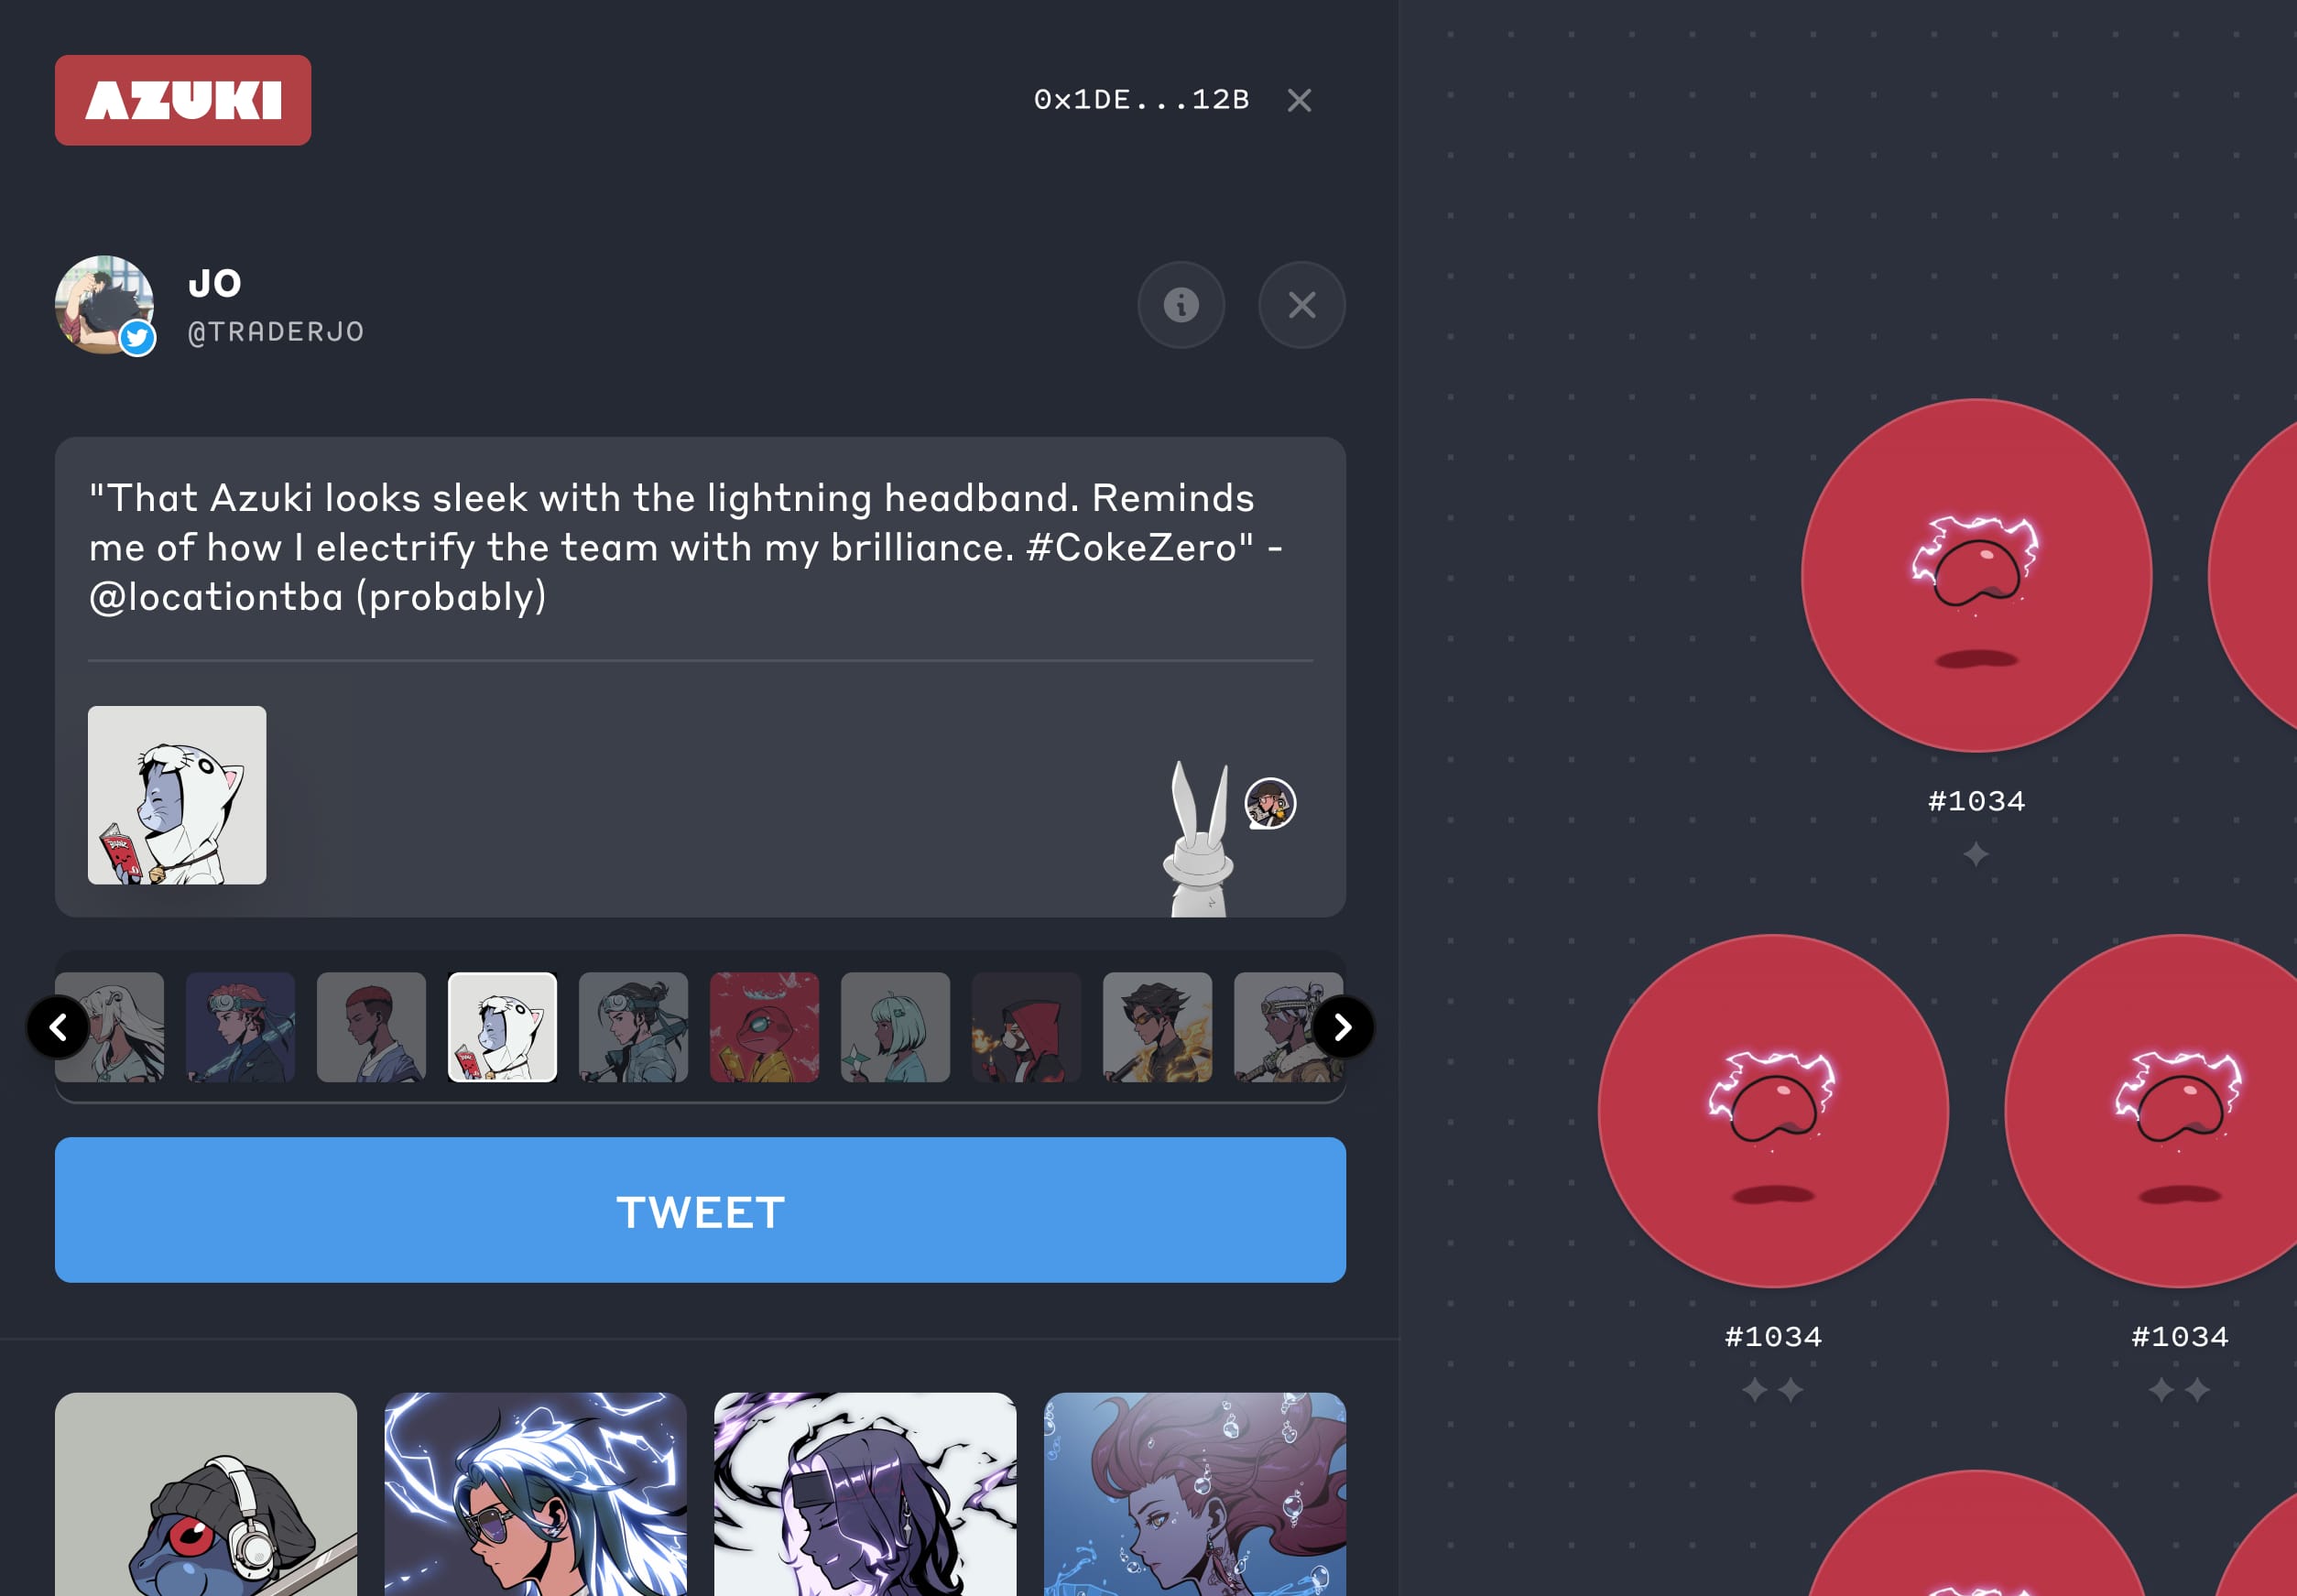 AZUKI
0x1DE...12B
JO
@TRADERJO
"That Azuki looks sleek with the lightning headband. Reminds
me of how I electrify the team with my brilliance. #CokeZero" -
@locationtba (probably)
TWEET
#1034
#1034
#1034